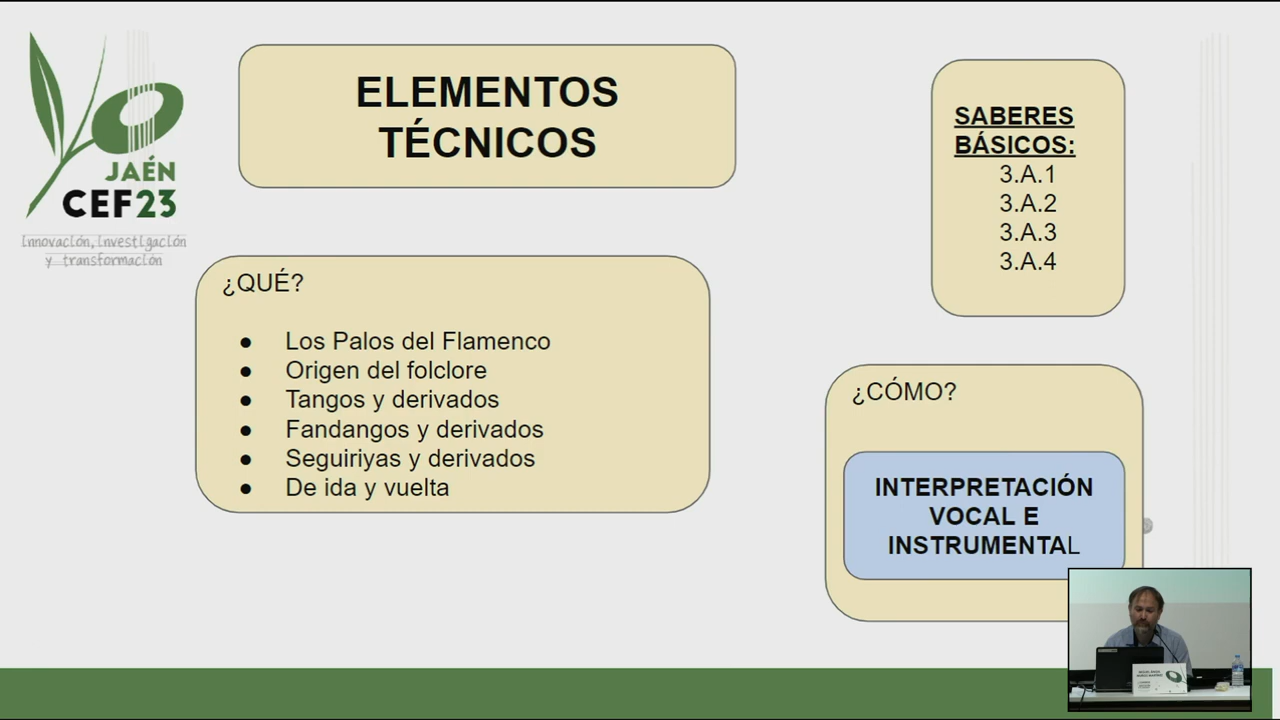 JAÉN
CEF23
Innovación, investigación
y transformación
ELEMENTOS
TÉCNICOS
SABERES
BÁSICOS:
3.A.1
3.A.2
3.A.3
3.A.4
¿QUÉ?
● Los Palos del Flamenco
● Origen del folclore
● Tangos y derivados
● Fandangos y derivados
● Seguiriyas y derivados
● De ida y vuelta
¿CÓMO?
INTERPRETACIÓN
VOCAL E
INSTRUMENTAL